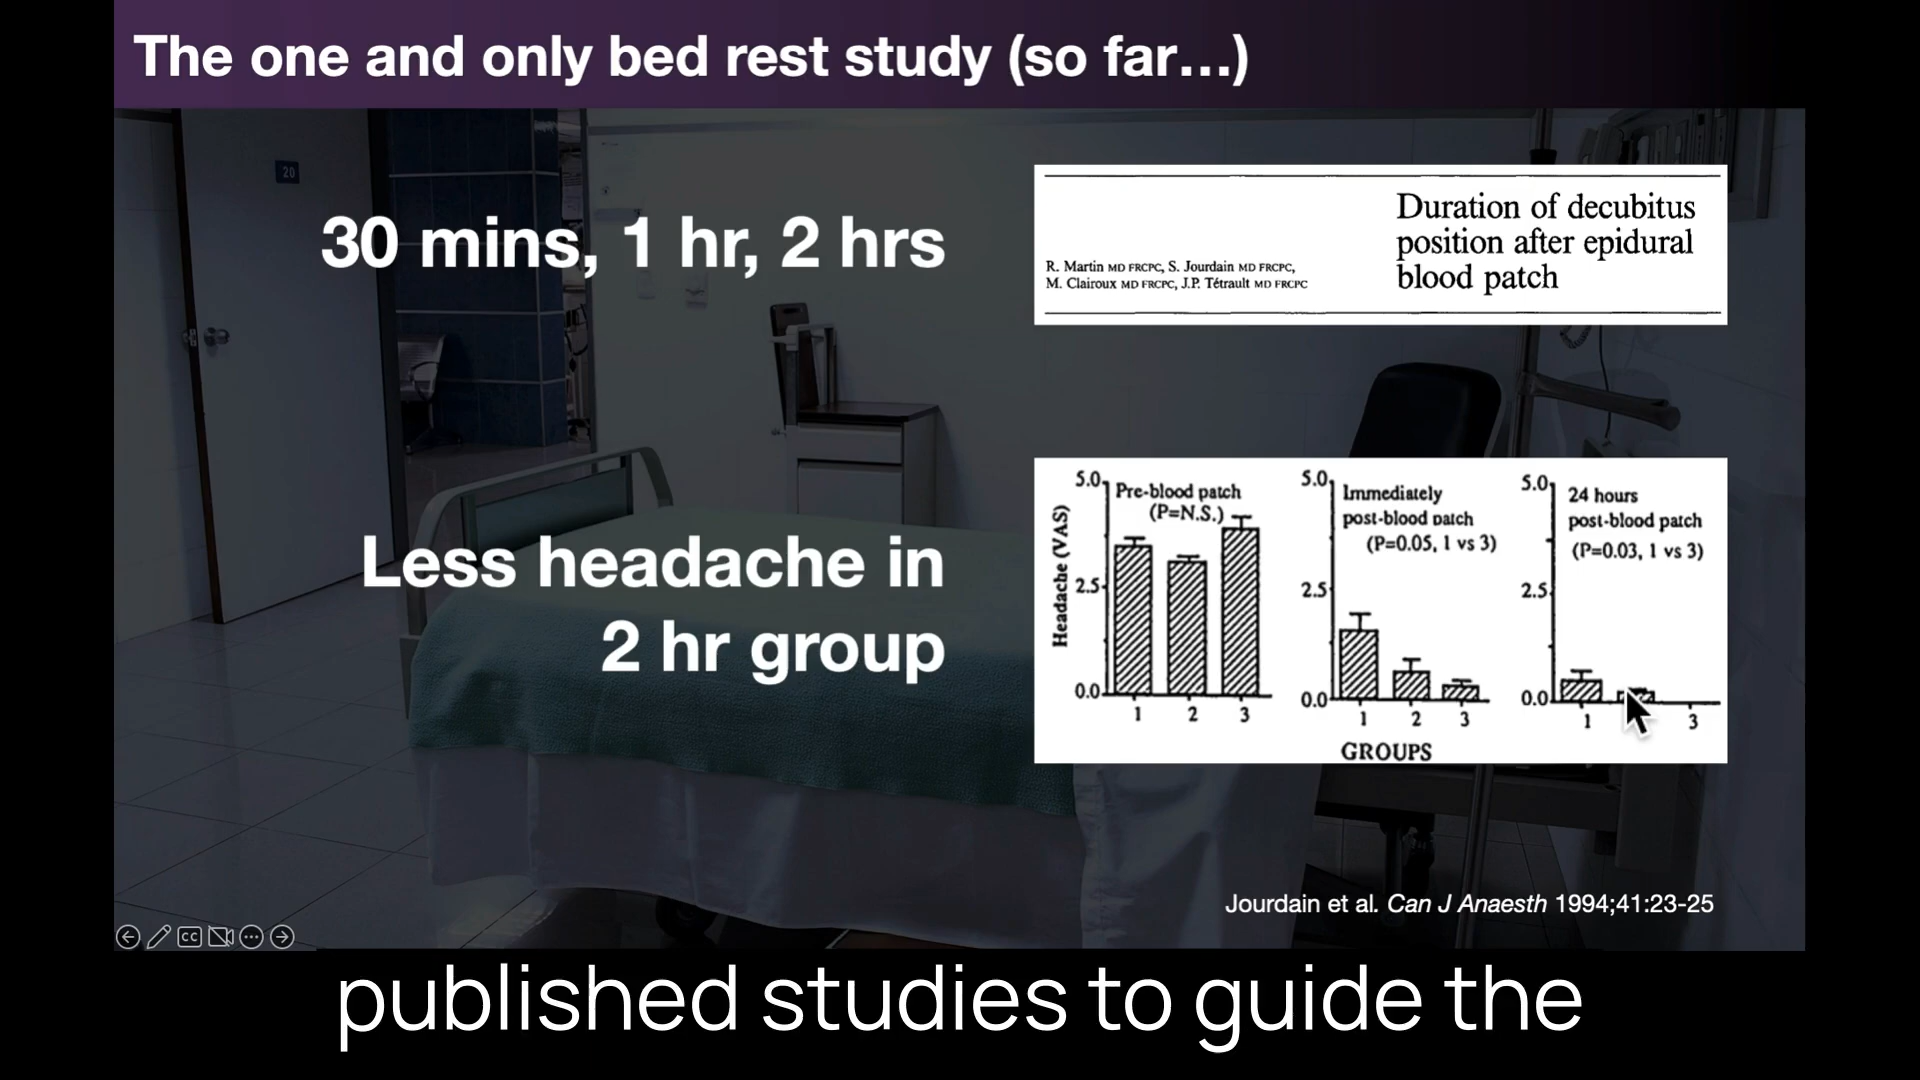 The one and only bed rest study (so far...)
20
30 mins, 1 hr, 2 hrs
Duration of decubitus
position after epidural
blood patch
R. Martin MD FRCPC, S. Jourdain MD FRCPC,
M. Clairoux MD FRCPC, J.P. Tétrault MD FRCPC
Less headache in
2 hr group
Headache (VAS)
5.0
2.5
0.0
Pre-blood patch
(P=N.S.)
1 2 3
5.0
2.5
0.0
Immediately
post-blood patch
(P=0.05, 1 vs 3)
1 2 3
5.0
2.5
0.0
24 hours
post-blood patch
(P=0.03, 1 vs 3)
1 3
GROUPS
Jourdain et al. Can J Anaesth 1994;41:23-25
CC
published studies to guide the